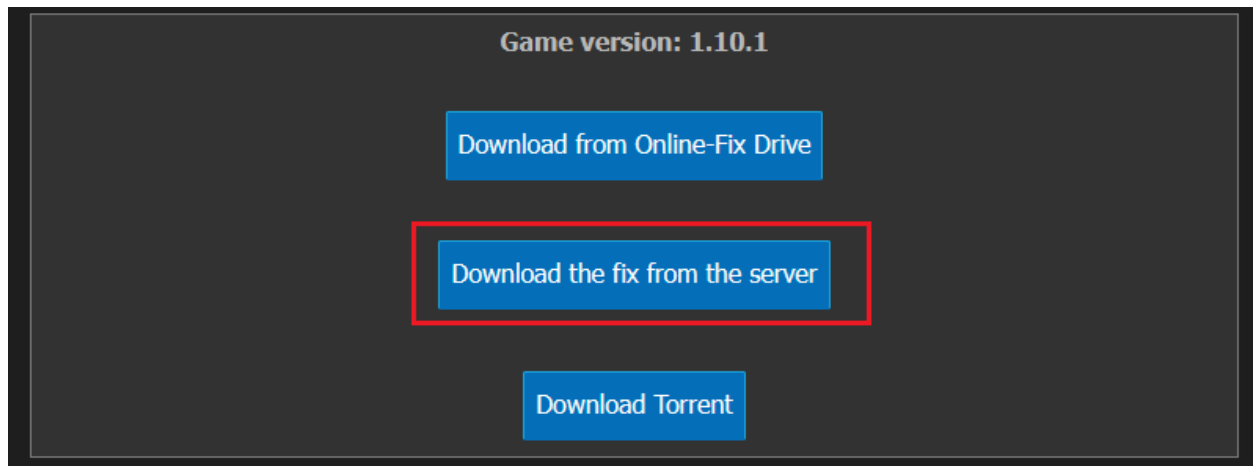 Game version: 1.10.1
Download from Online-Fix Drive
Download the fix from the server
Download Torrent